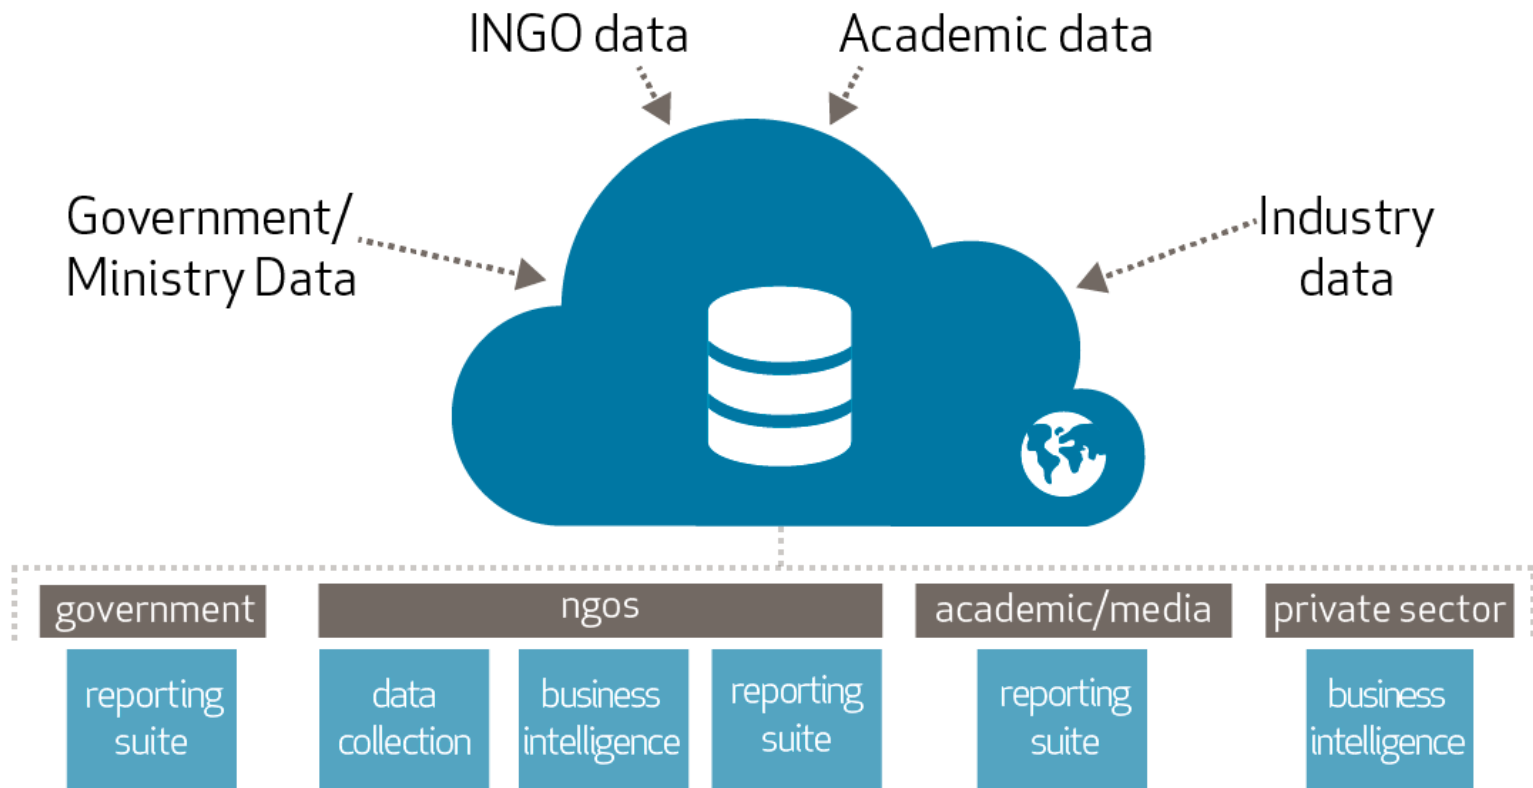 INGO data
Academic data
Government/
Ministry Data
Industry
data
government
ngos
academic/media
private sector
reporting
suite
data
collection
business
intelligence
reporting
suite
reporting
suite
business
intelligence